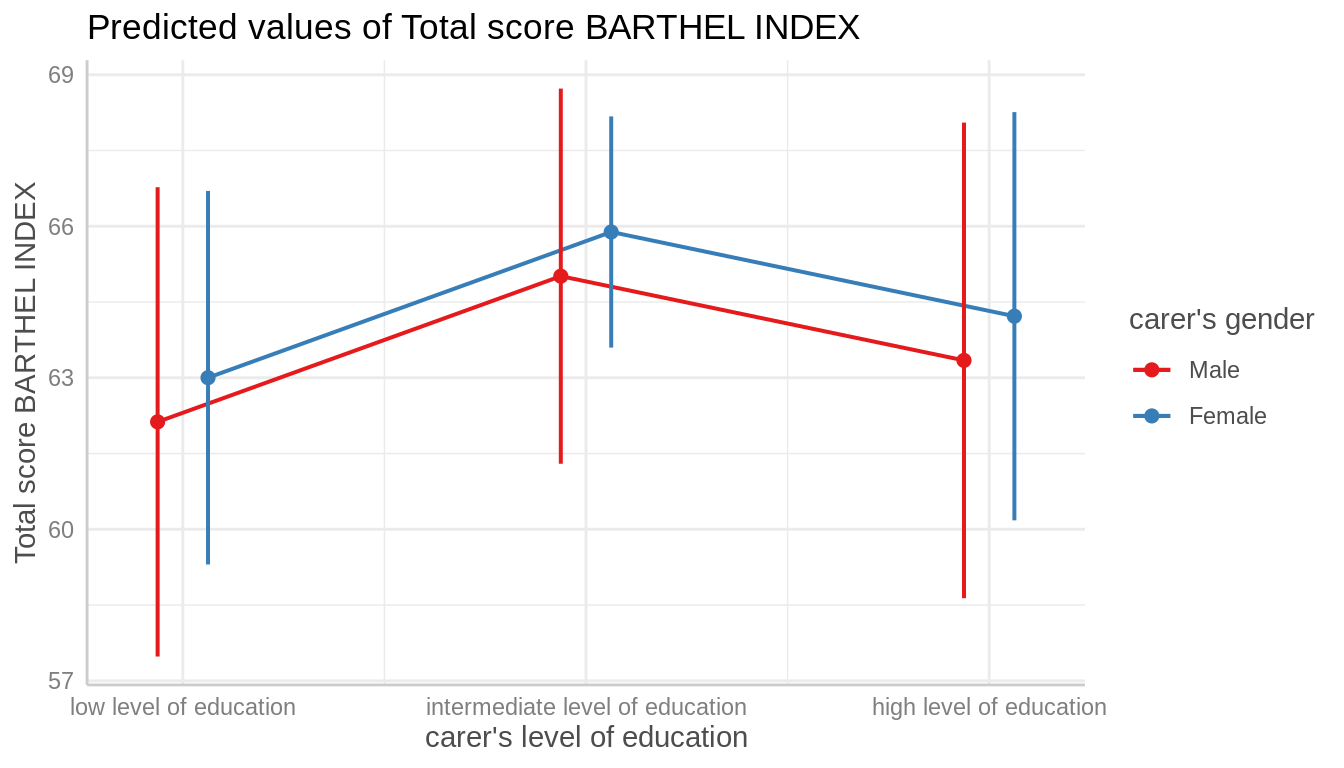 Predicted values of Total score BARTHEL INDEX
Total score BARTHEL INDEX
69
66
63
60
57
low level of education
intermediate level of education
high level of education
carer's level of education
carer's gender
Male
Female